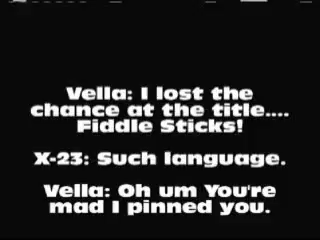 Vella: I lost the
chance at the title....
Fiddle Sticks!
X-23: Such language.
Vella: Oh um You're
mad I pinned you.